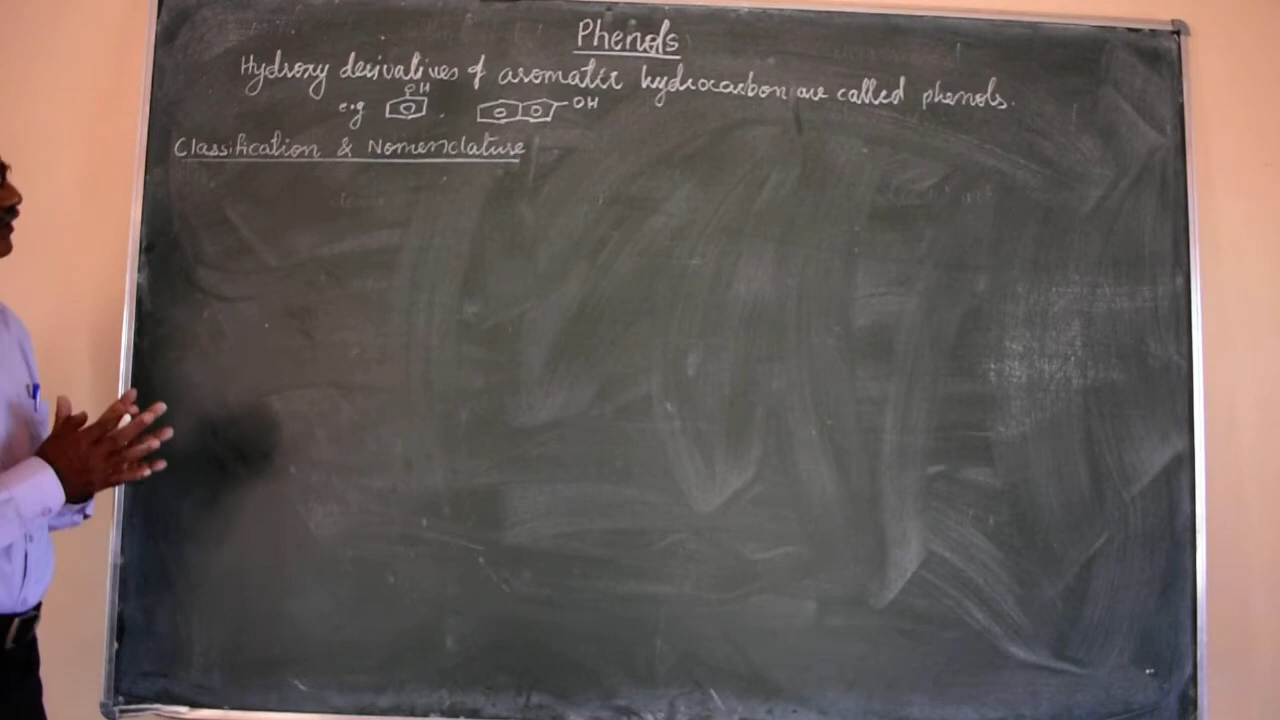 Phenols
Hydroxy derivatives of aromatic hydrocarbon are called phenols.
e.g OH . OH
Classification & Nomenclature